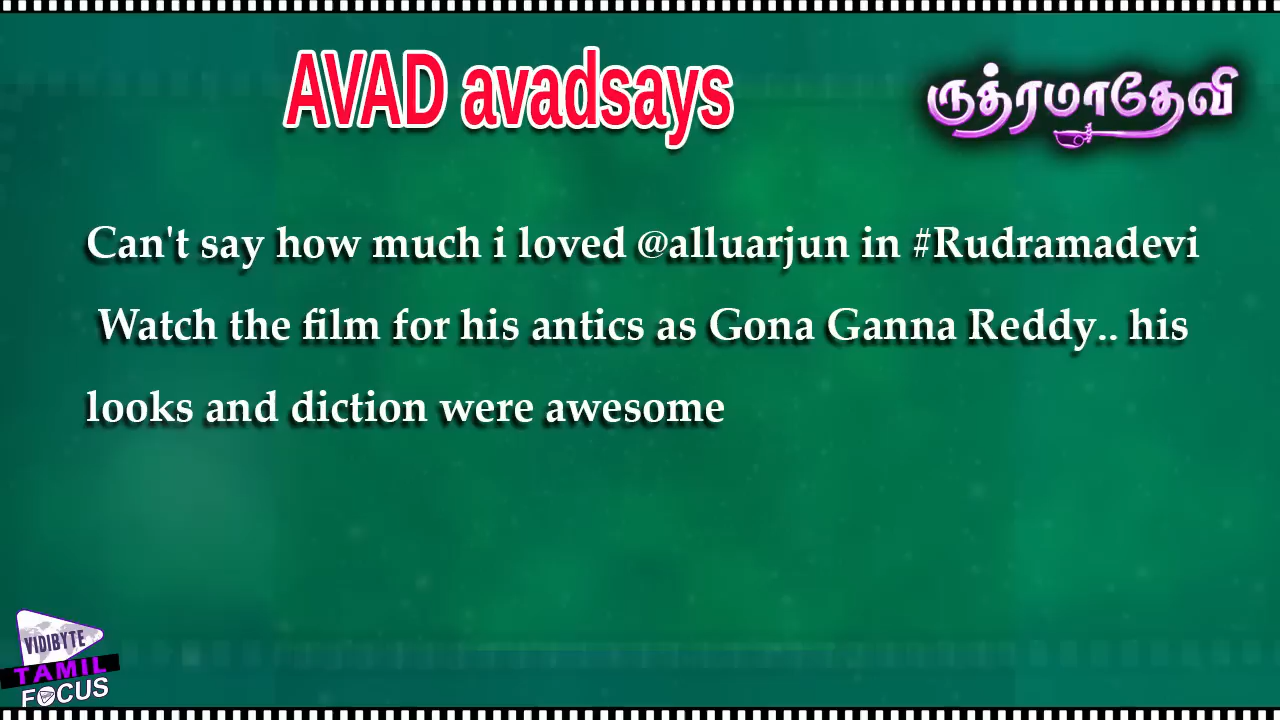 AVAD avadsays
ருத்ரமாதேவி
Can't say how much i loved @alluarjun in #Rudramadevi
Watch the film for his antics as Gona Ganna Reddy.. his
looks and diction were awesome
VIDIBYTE
TAMIL
FOCUS